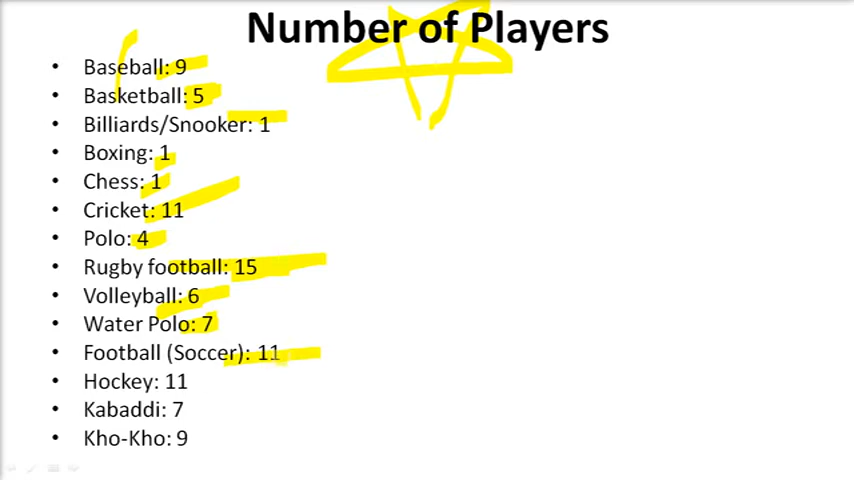 Number of Players
• Baseball: 9
• Basketball: 5
• Billiards/Snooker: 1
• Boxing: 1
• Chess: 1
• Cricket: 11
• Polo: 4
• Rugby football: 15
• Volleyball: 6
• Water Polo: 7
• Football (Soccer): 11
• Hockey: 11
• Kabaddi: 7
• Kho-Kho: 9